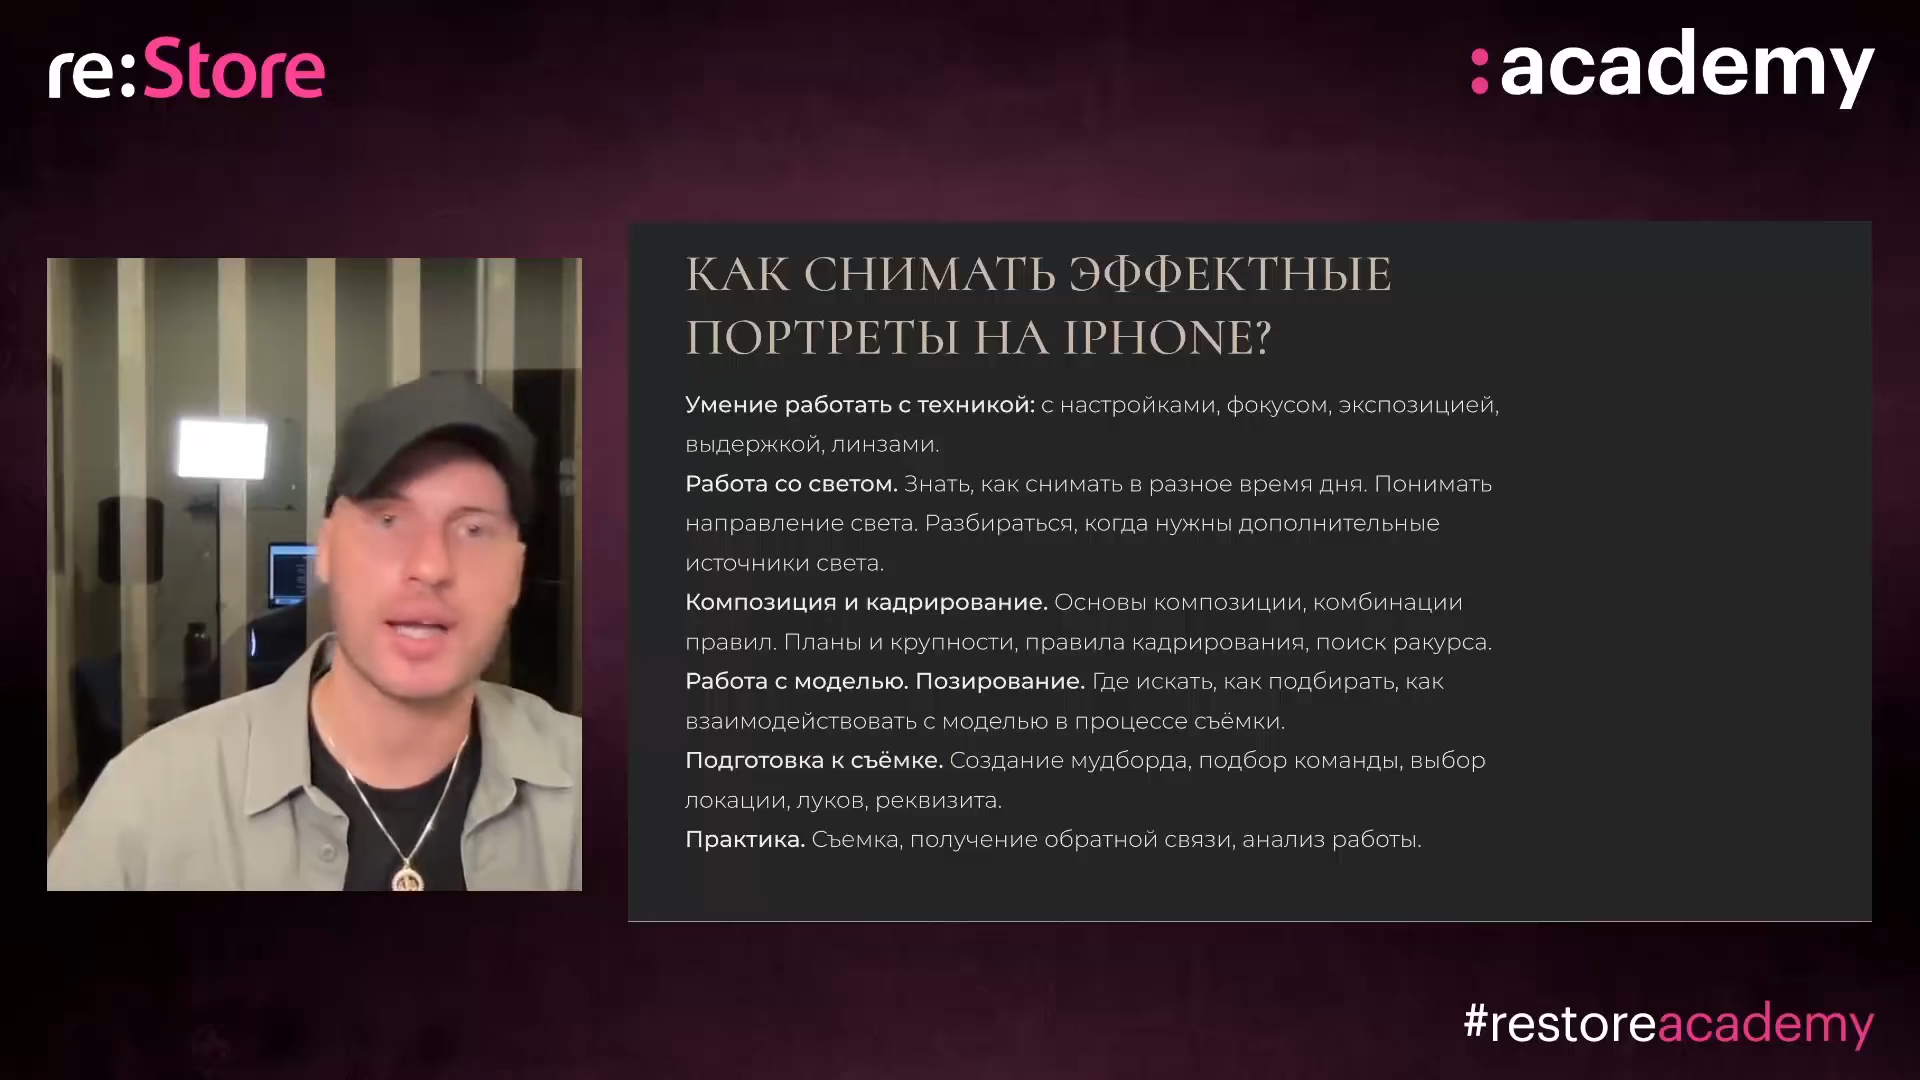 re:Store
:academy
КАК СНИМАТЬ ЭФФЕКТНЫЕ
ПОРТРЕТЫ НА IPHONE?
Умение работать с техникой: с настройками, фокусом, экспозицией,
выдержкой, линзами.
Работа со светом. Знать, как снимать в разное время дня. Понимать
направление света. Разбираться, когда нужны дополнительные
источники света.
Композиция и кадрирование. Основы композиции, комбинации
правил. Планы и крупности, правила кадрирования, поиск ракурса.
Работа с моделью. Позирование. Где искать, как подбирать, как
взаимодействовать с моделью в процессе съёмки.
Подготовка к съёмке. Создание мудборда, подбор команды, выбор
локации, луков, реквизита.
Практика. Съемка, получение обратной связи, анализ работы.
#restoreacademy